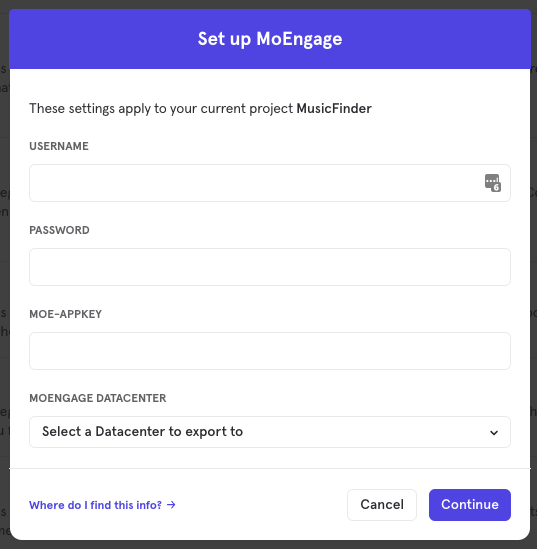 Set up MoEngage
These settings apply to your current project MusicFinder
USERNAME
6
PASSWORD
MOE-APPKEY
MOENGAGE DATACENTER
Select a Datacenter to export to
Where do I find this info? →
Cancel
Continue